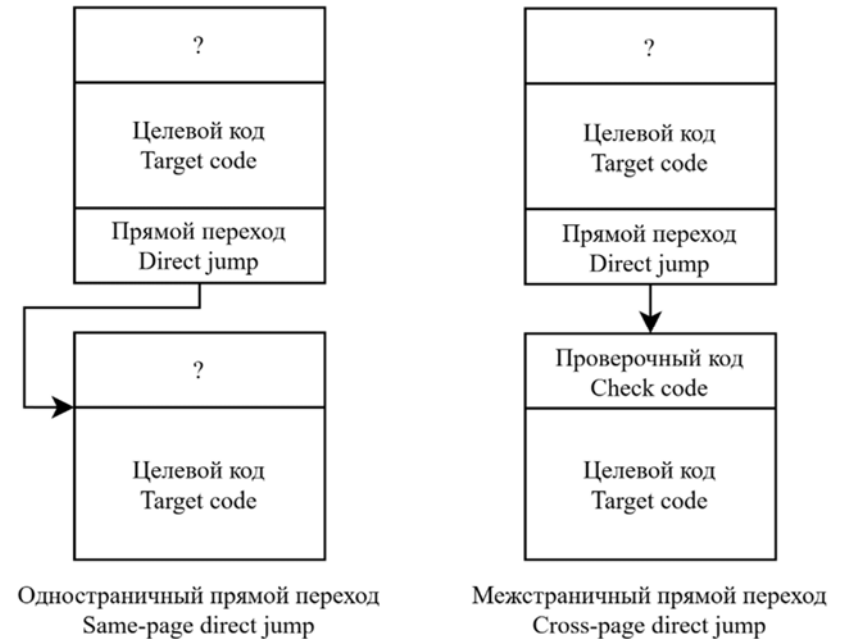 ?
Целевой код
Target code
Прямой переход
Direct jump
?
Целевой код
Target code
Одностраничный прямой переход
Same-page direct jump
?
Целевой код
Target code
Прямой переход
Direct jump
Проверочный код
Check code
Целевой код
Target code
Межстраничный прямой переход
Cross-page direct jump